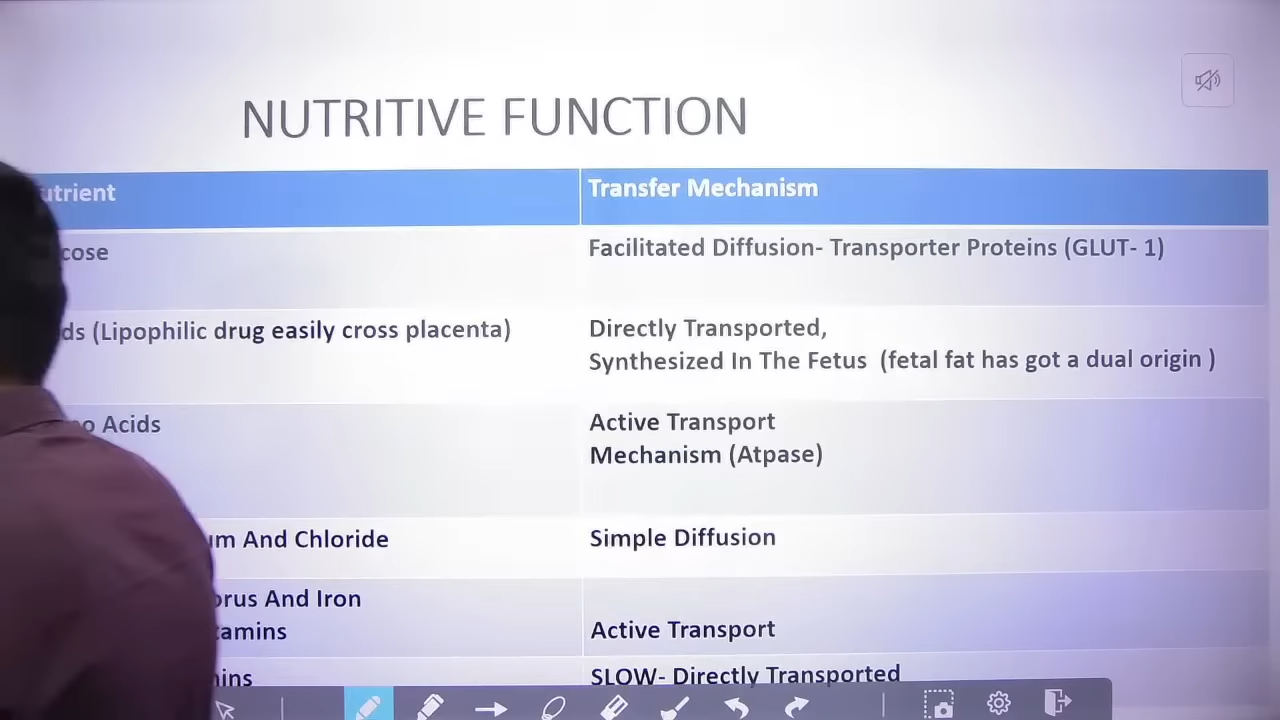 NUTRITIVE FUNCTION
utrient Transfer Mechanism
cose Facilitated Diffusion- Transporter Proteins (GLUT- 1)
ds (Lipophilic drug easily cross placenta) Directly Transported,
Synthesized In The Fetus (fetal fat has got a dual origin )
o Acids Active Transport
Mechanism (Atpase)
um And Chloride Simple Diffusion
orus And Iron
tamins Active Transport
ins SLOW- Directly Transported